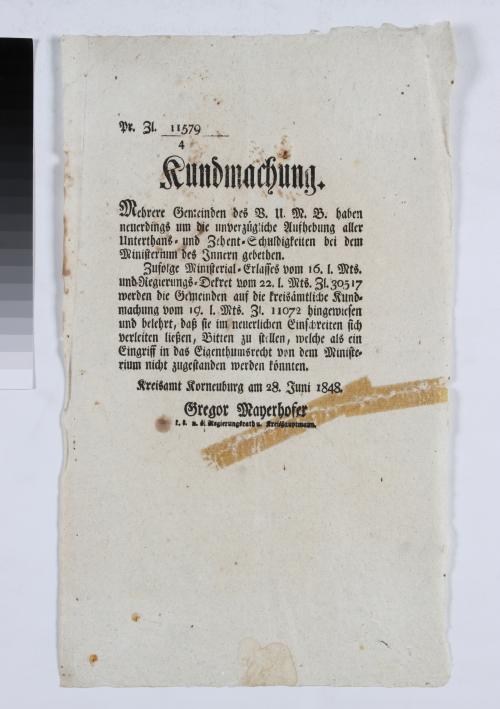 Pr. Zl. 11579
4
Kundmachung.
Mehrere Gemeinden des V. U. M. B. haben
neuerdings um die unverzügliche Aufhebung aller
Unterthans- und Zehent-Schuldigkeiten bei dem
Ministerium des Innern gebethen.
Zufolge Ministerial-Erlasses vom 16. l. Mts.
und Regierungs-Dekret vom 22. l. Mts. Zl. 30517
werden die Gemeinden auf die kreisämtliche Kund-
machung vom 19. l. Mts. Zl. 11072 hingewiesen
und belehrt, daß sie im neuerlichen Einschreiten sich
verleiten ließen, Bitten zu stellen, welche als ein
Eingriff in das Eigenthumsrecht von dem Ministe-
rium nicht zugestanden werden könnten.
Kreisamt Korneuburg am 28. Juni 1848.
Gregor Mayerhofer
k. k. n. ö. Regierungsrath u. Kreishauptmann.